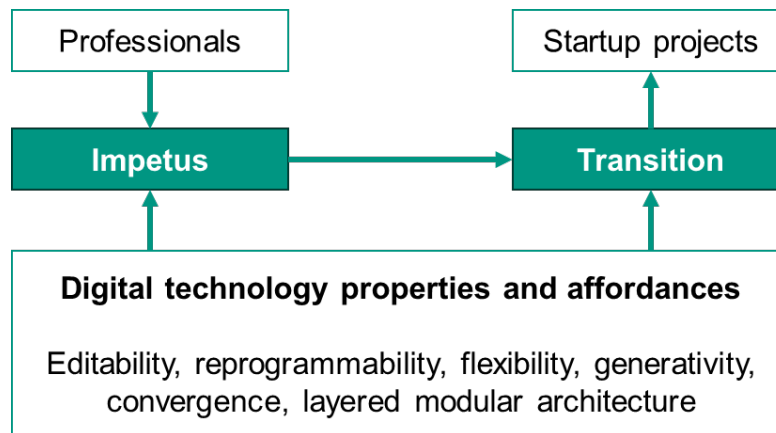 Professionals
Startup projects
Impetus
Transition
Digital technology properties and affordances
Editability, reprogrammability, flexibility, generativity,
convergence, layered modular architecture